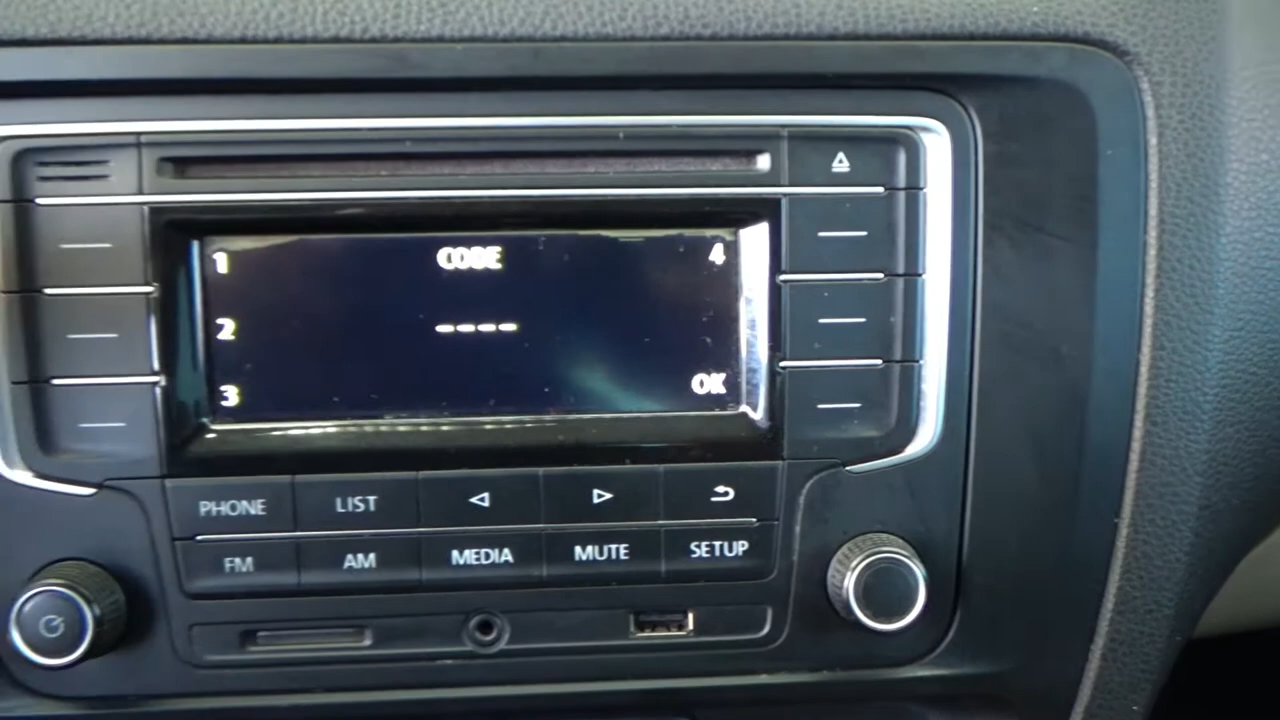 1 CODE 4
2 ----
3 OK
PHONE LIST
FM AM MEDIA MUTE SETUP